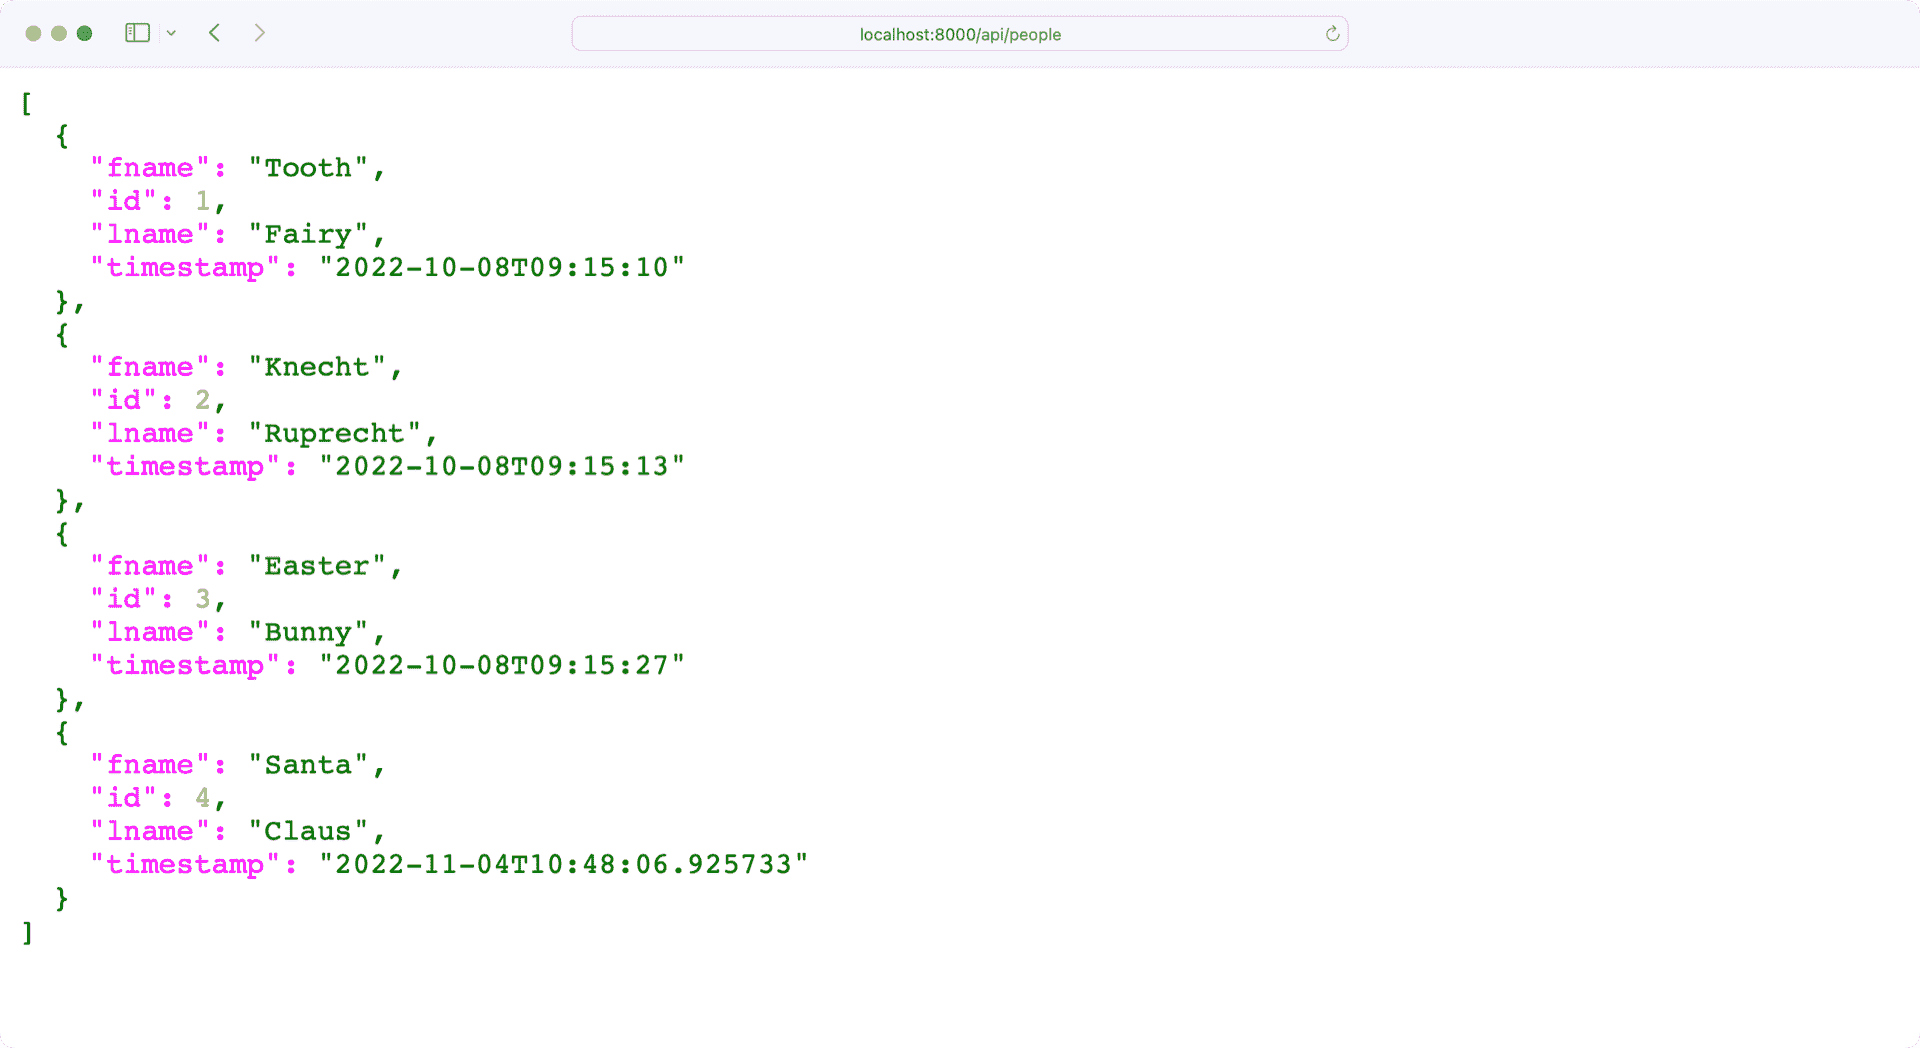 localhost:8000/api/people
[
  {
    "fname": "Tooth",
    "id": 1,
    "lname": "Fairy",
    "timestamp": "2022-10-08T09:15:10"
  },
  {
    "fname": "Knecht",
    "id": 2,
    "lname": "Ruprecht",
    "timestamp": "2022-10-08T09:15:13"
  },
  {
    "fname": "Easter",
    "id": 3,
    "lname": "Bunny",
    "timestamp": "2022-10-08T09:15:27"
  },
  {
    "fname": "Santa",
    "id": 4,
    "lname": "Claus",
    "timestamp": "2022-11-04T10:48:06.925733"
  }
]